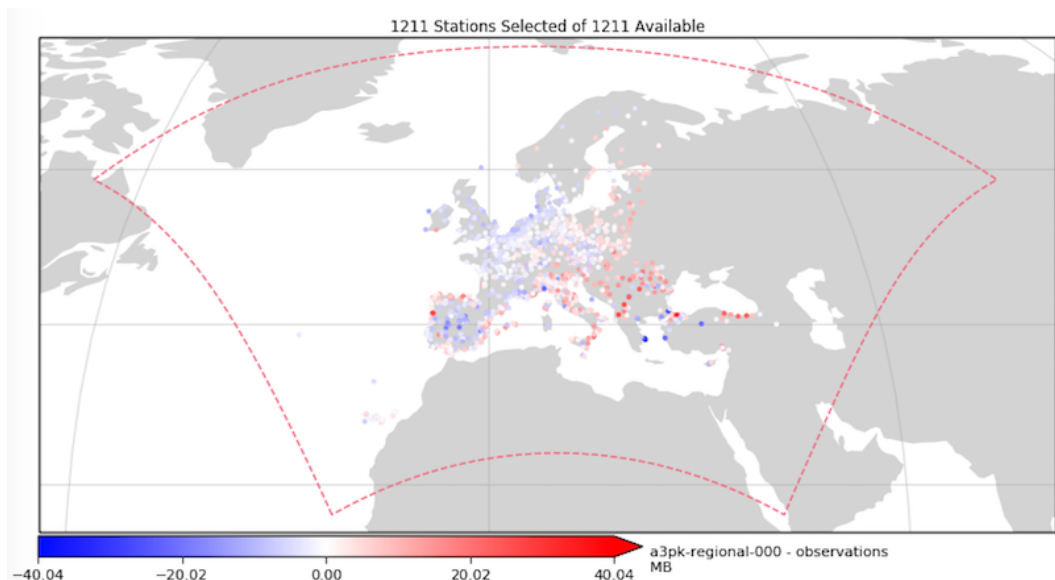 1211 Stations Selected of 1211 Available
a3pk-regional-000 - observations
MB
−40.04 −20.02 0.00 20.02 40.04